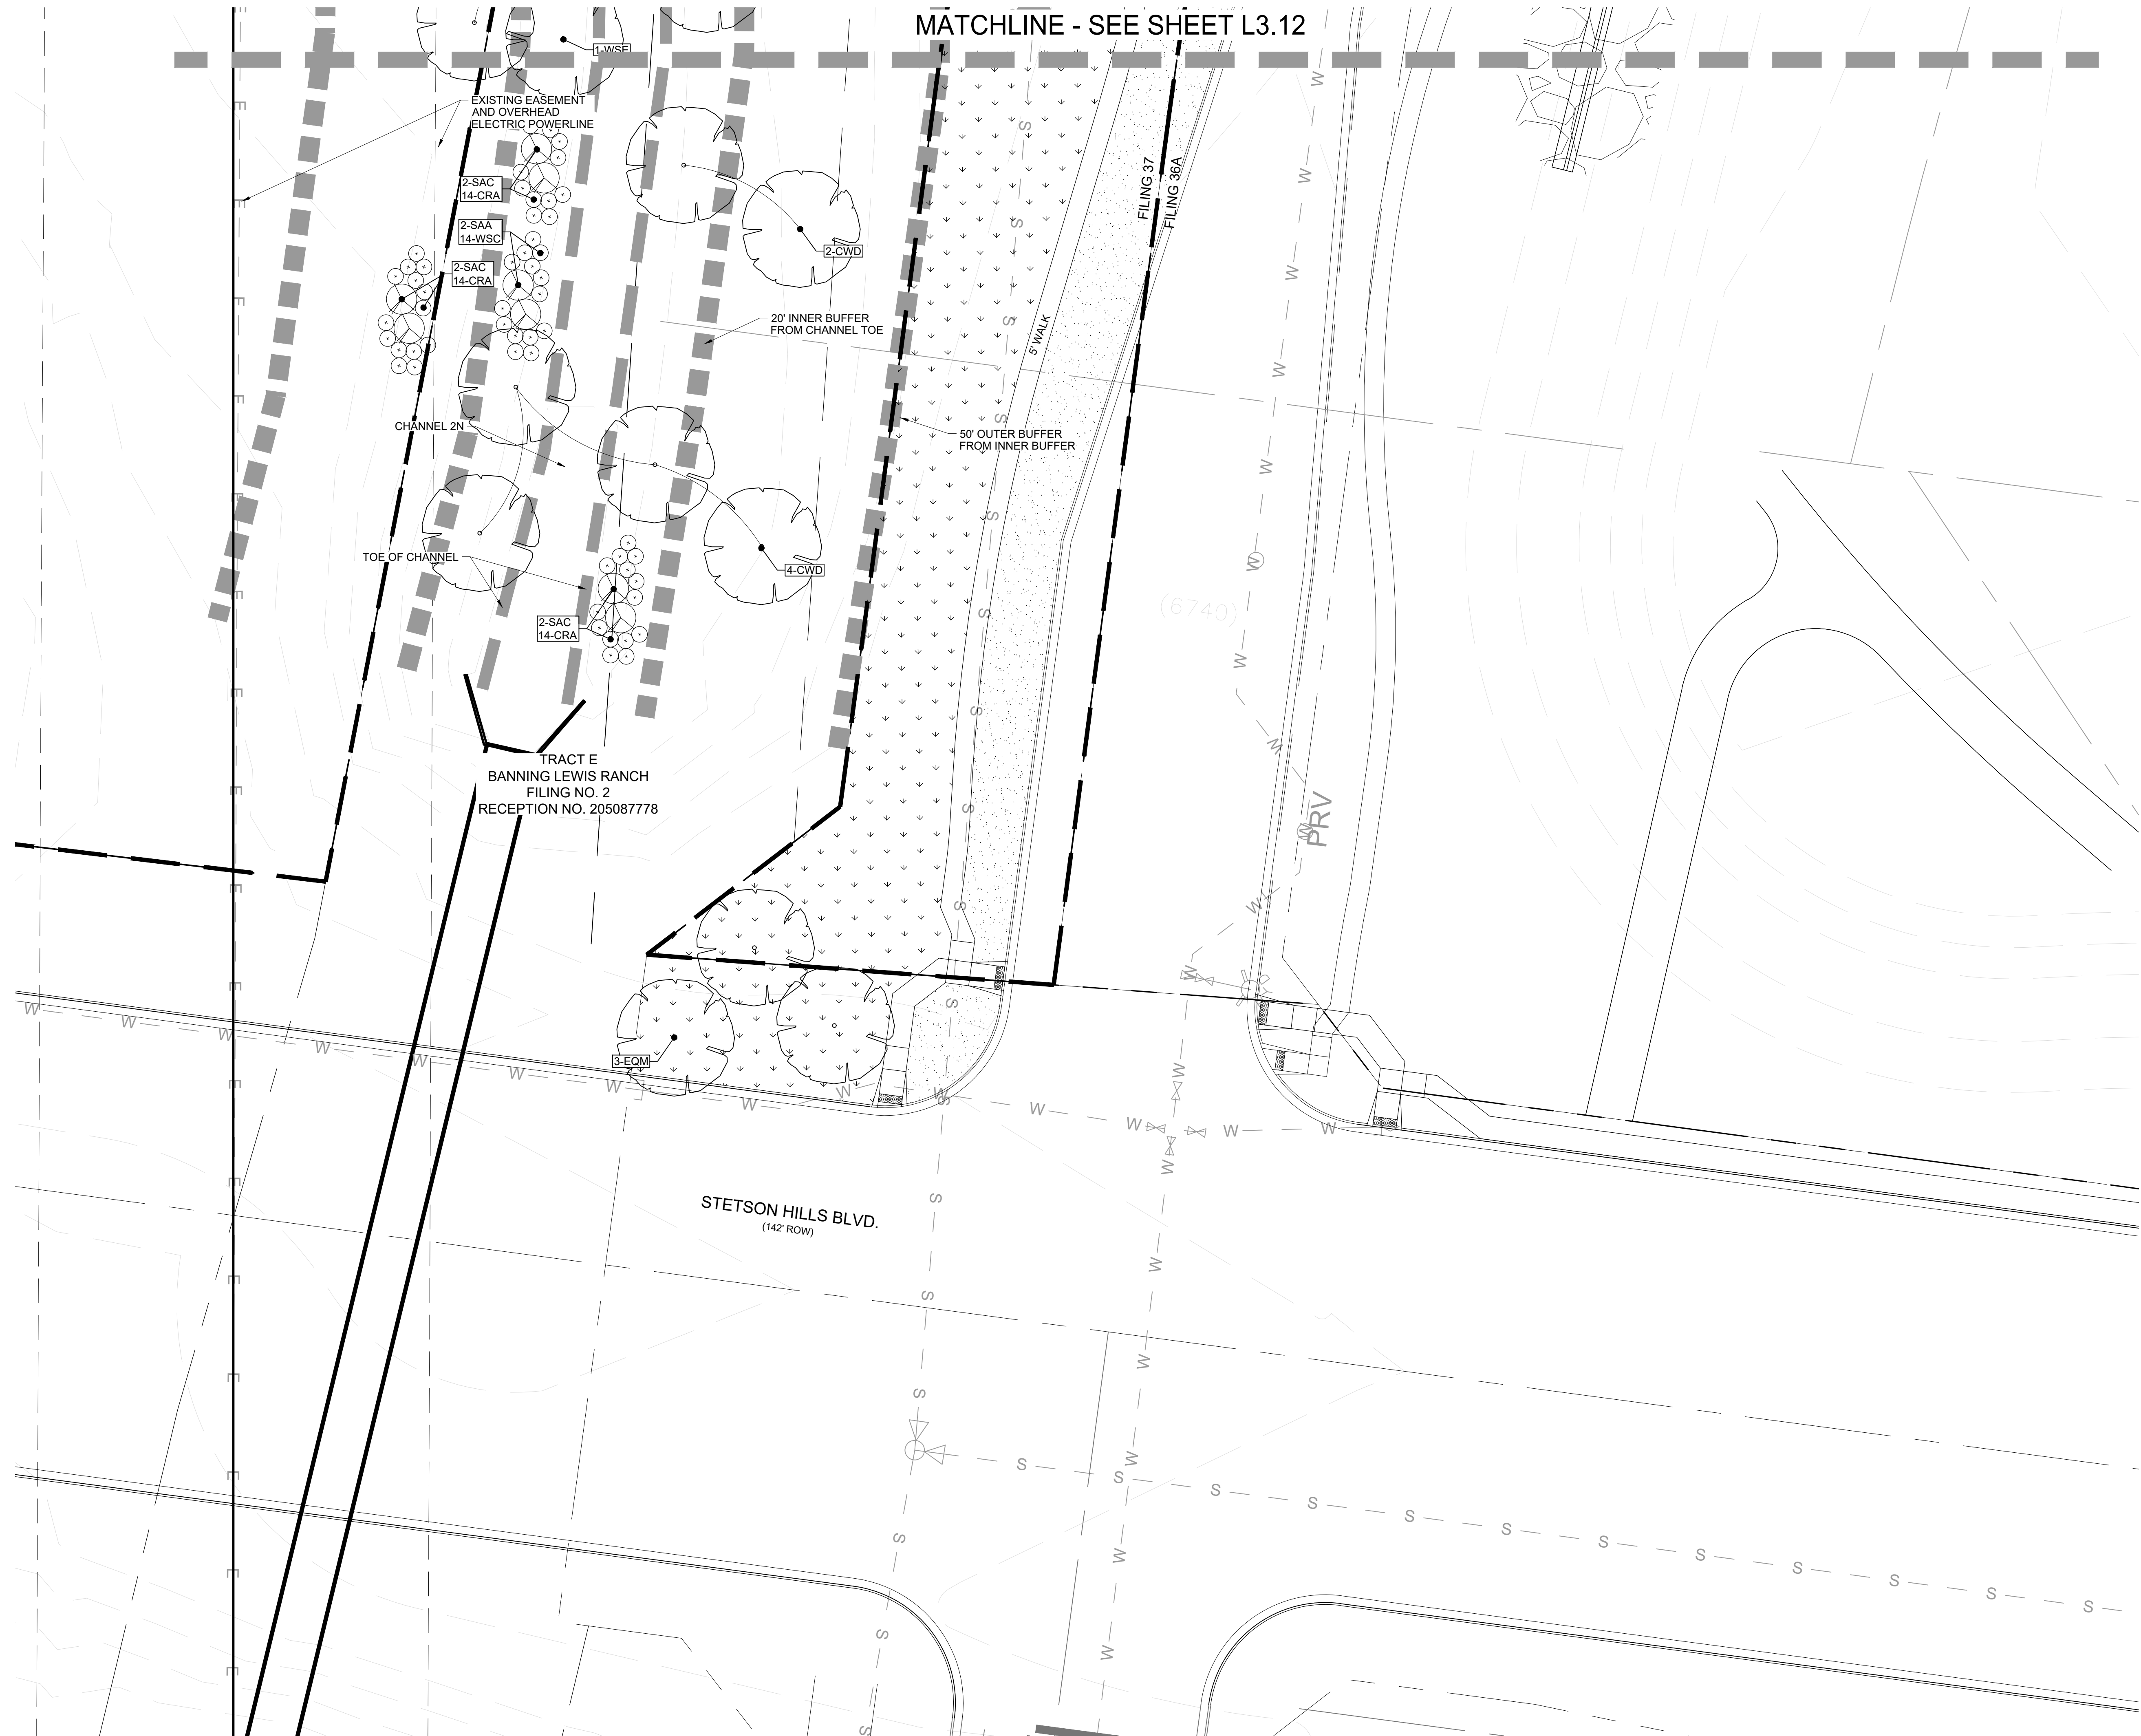 MATCHLINE - SEE SHEET L3.12
1-WSF
EXISTING EASEMENT
AND OVERHEAD
ELECTRIC POWERLINE
2-SAC
14-CRA
2-SAA
14-WSC
2-SAC
14-CRA
2-CWD
FILING 37
FILING 36A
20' INNER BUFFER
FROM CHANNEL TOE
5' WALK
CHANNEL 2N
50' OUTER BUFFER
FROM INNER BUFFER
TOE OF CHANNEL
4-CWD
2-SAC
14-CRA
(6740)
TRACT E
BANNING LEWIS RANCH
FILING NO. 2
RECEPTION NO. 205087778
PRV
3-EQM
STETSON HILLS BLVD.
(142' ROW)